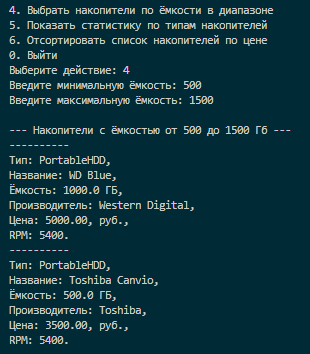 4. Выбрать накопители по ёмкости в диапазоне
5. Показать статистику по типам накопителей
6. Отсортировать список накопителей по цене
0. Выйти
Выберите действие: 4
Введите минимальную ёмкость: 500
Введите максимальную ёмкость: 1500

--- Накопители с ёмкостью от 500 до 1500 Гб ---
----------
Тип: PortableHDD,
Название: WD Blue,
Ёмкость: 1000.0 ГБ,
Производитель: Western Digital,
Цена: 5000.00, руб.,
RPM: 5400.
----------
Тип: PortableHDD,
Название: Toshiba Canvio,
Ёмкость: 500.0 ГБ,
Производитель: Toshiba,
Цена: 3500.00, руб.,
RPM: 5400.